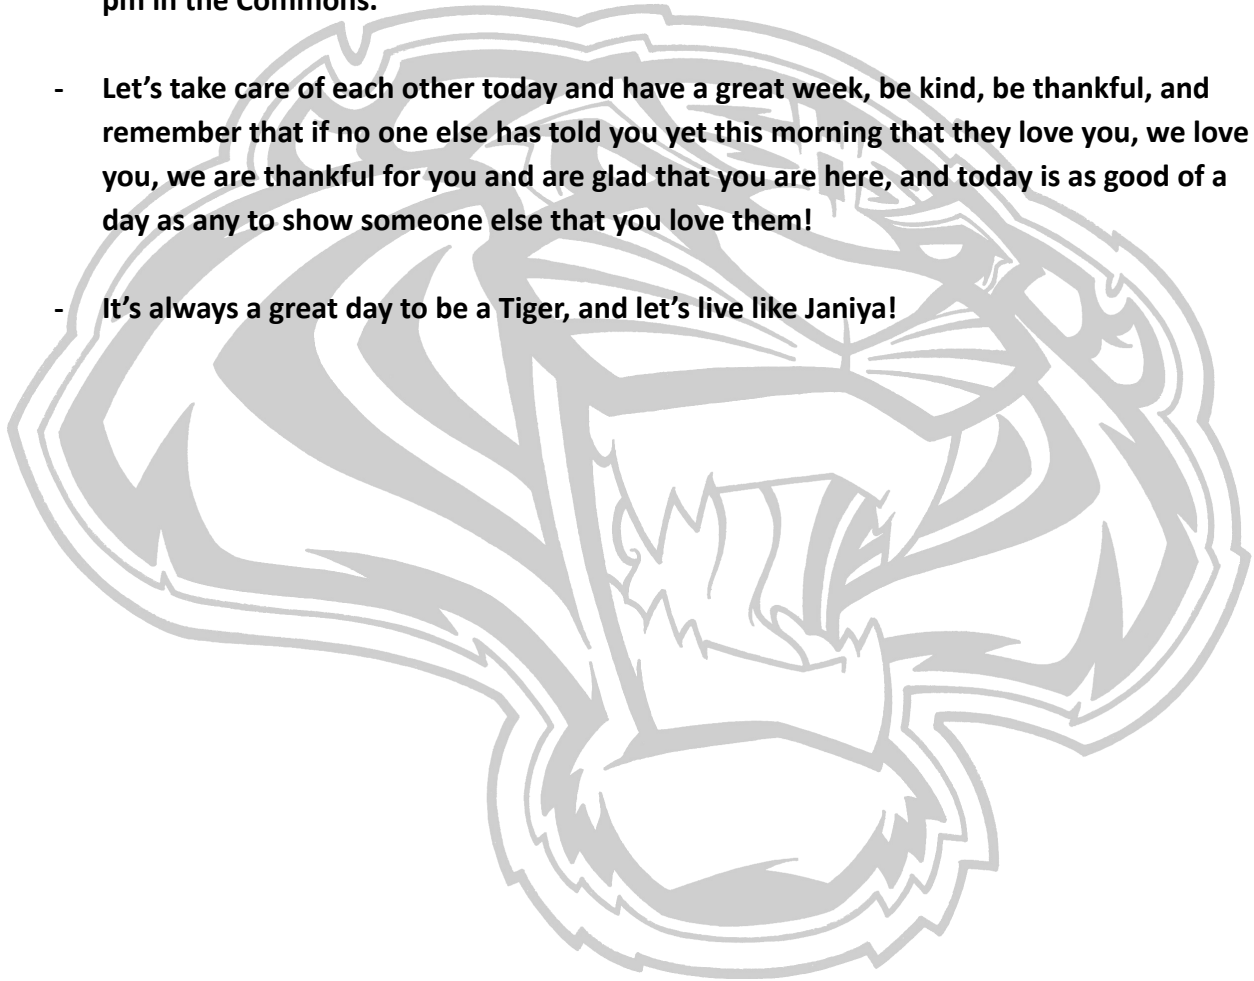 pm in the Commons.
- Let’s take care of each other today and have a great week, be kind, be thankful, and
remember that if no one else has told you yet this morning that they love you, we love
you, we are thankful for you and are glad that you are here, and today is as good of a
day as any to show someone else that you love them!
- It’s always a great day to be a Tiger, and let’s live like Janiya!